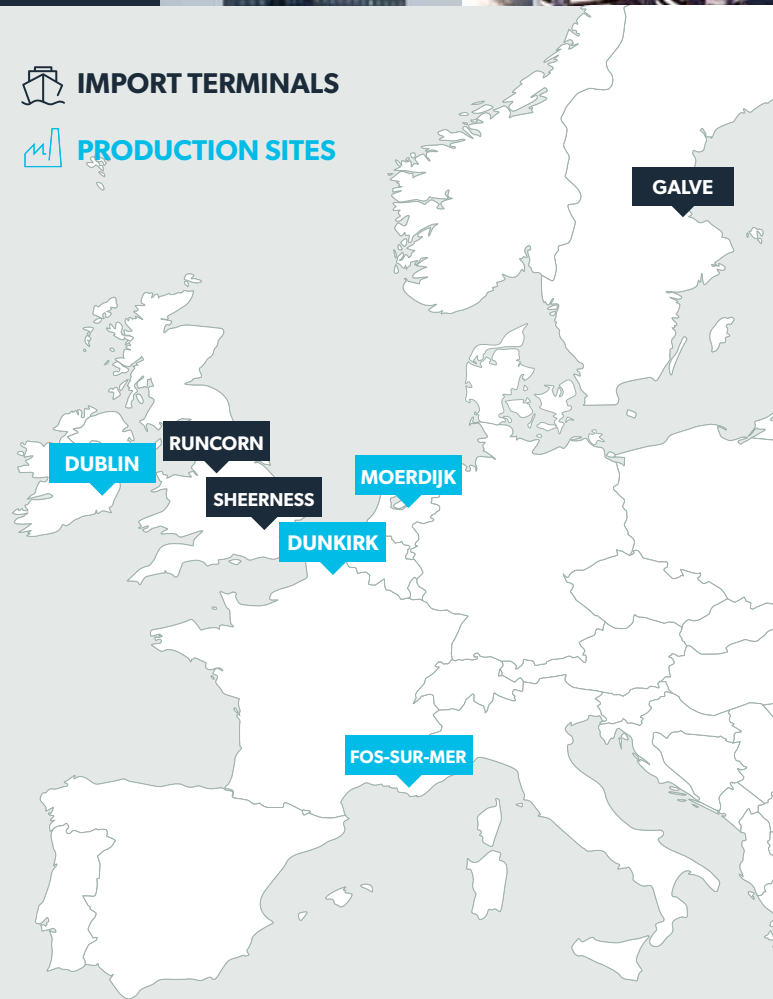 IMPORT TERMINALS
PRODUCTION SITES
GALVE
RUNCORN
DUBLIN
MOERDIJK
SHEERNESS
DUNKIRK
FOS-SUR-MER